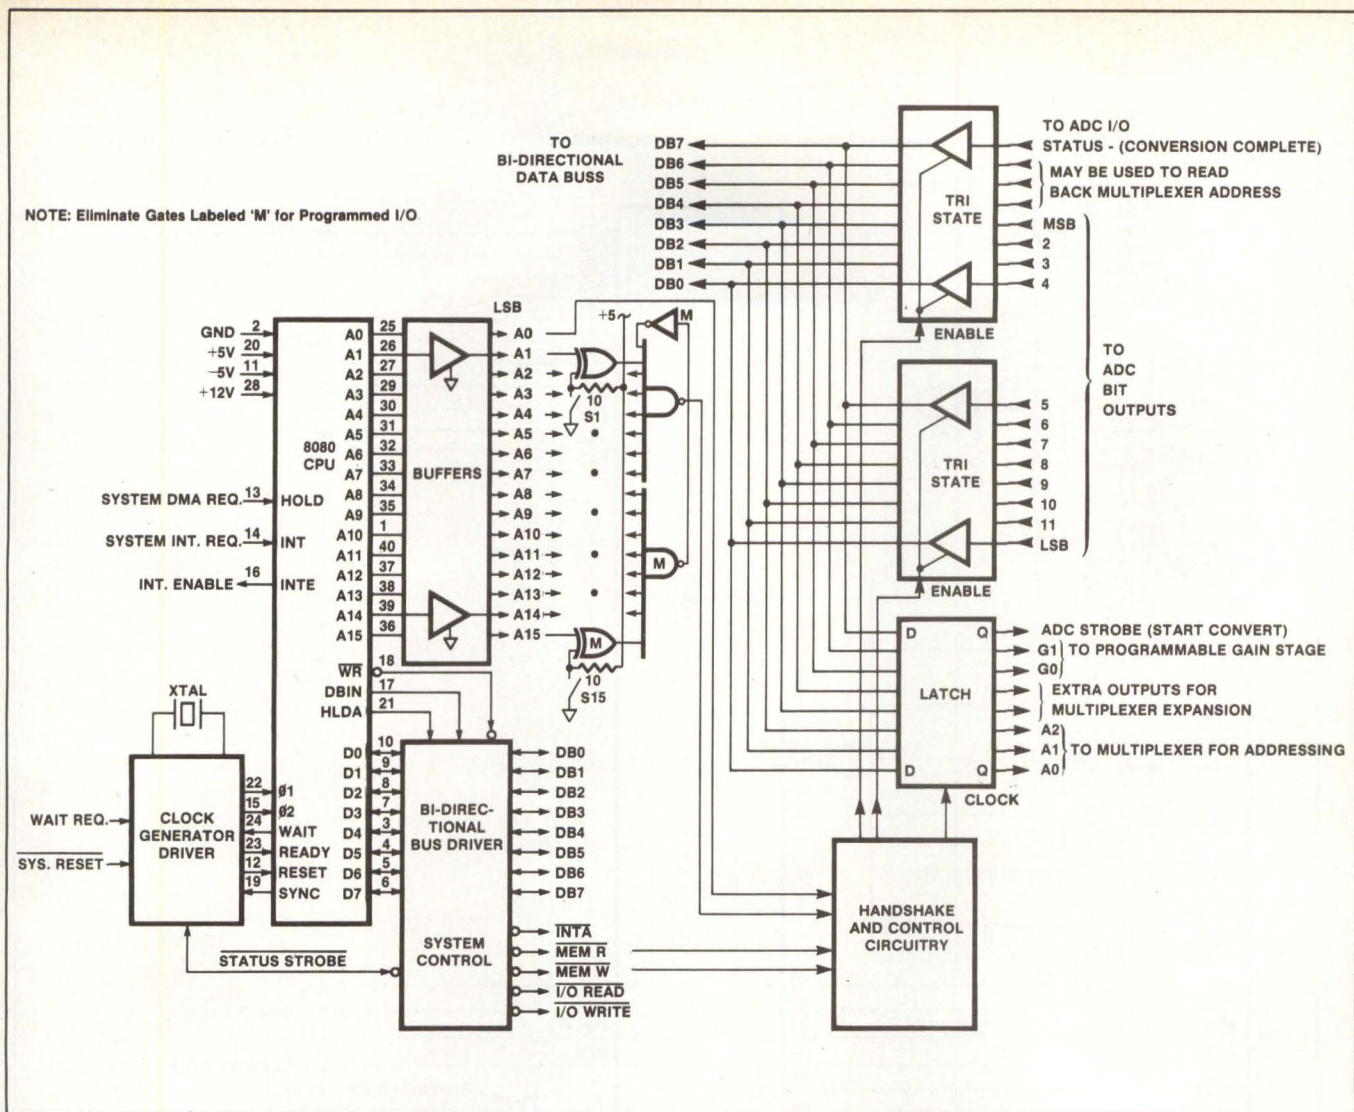 NOTE: Eliminate Gates Labeled 'M' for Programmed I/O
TO
BI-DIRECTIONAL
DATA BUSS
DB7
DB6
DB5
DB4
DB3
DB2
DB1
DB0
TRI
STATE
ENABLE
TO ADC I/O
STATUS - (CONVERSION COMPLETE)
MAY BE USED TO READ
BACK MULTIPLEXER ADDRESS
MSB
2
3
4
TO
ADC
BIT
OUTPUTS
TRI
STATE
ENABLE
5
6
7
8
9
10
11
LSB
GND 2
+5V 20
−5V 11
+12V 28
8080
CPU
SYSTEM DMA REQ. 13 HOLD
SYSTEM INT. REQ. 14 INT
INT. ENABLE 16 INTE
A0 25
A1 26
A2 27
A3 29
A4 30
A5 31
A6 32
A7 33
A8 34
A9 35
A10 1
A11 40
A12 37
A13 38
A14 39
A15 36
W̅R̅ 18
DBIN 17
HLDA 21
BUFFERS
LSB
A0
A1
A2
A3
A4
A5
A6
A7
A8
A9
A10
A11
A12
A13
A14
A15
+5
M
10
S1
M
M
10
S15
XTAL
CLOCK
GENERATOR
DRIVER
WAIT REQ.
S̅Y̅S̅.̅ R̅E̅S̅E̅T̅
22 Ø1
15 Ø2
24 WAIT
23 READY
12 RESET
19 SYNC
D0 10
D1 9
D2 8
D3 7
D4 3
D5 4
D6 5
D7 6
S̅T̅A̅T̅U̅S̅ S̅T̅R̅O̅B̅E̅
BI-DIREC-
TIONAL
BUS DRIVER
SYSTEM
CONTROL
DB0
DB1
DB2
DB3
DB4
DB5
DB6
DB7
I̅N̅T̅A̅
M̅E̅M̅ R̅
M̅E̅M̅ W̅
I̅/̅O̅ R̅E̅A̅D̅
I̅/̅O̅ W̅R̅I̅T̅E̅
D Q
LATCH
D Q
CLOCK
ADC STROBE (START CONVERT)
G1
G0
TO PROGRAMMABLE GAIN STAGE
EXTRA OUTPUTS FOR
MULTIPLEXER EXPANSION
A2
A1
A0
TO MULTIPLEXER FOR ADDRESSING
HANDSHAKE
AND CONTROL
CIRCUITRY